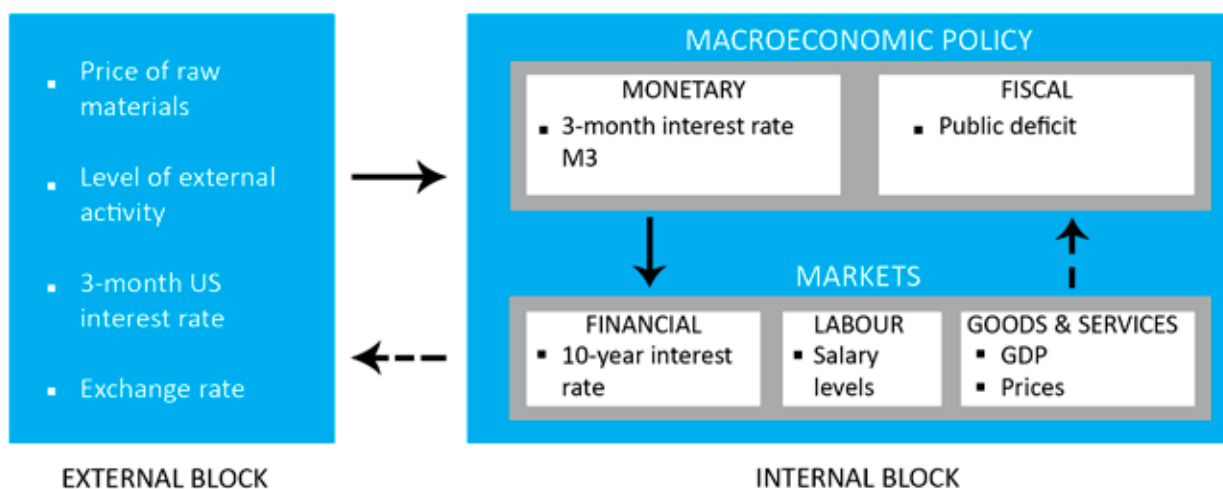 ▪ Price of raw
materials
▪ Level of external
activity
▪ 3-month US
interest rate
▪ Exchange rate
EXTERNAL BLOCK
MACROECONOMIC POLICY
MONETARY
▪ 3-month interest rate
M3
FISCAL
▪ Public deficit
MARKETS
FINANCIAL
▪ 10-year interest
rate
LABOUR
▪ Salary
levels
GOODS & SERVICES
▪ GDP
▪ Prices
INTERNAL BLOCK